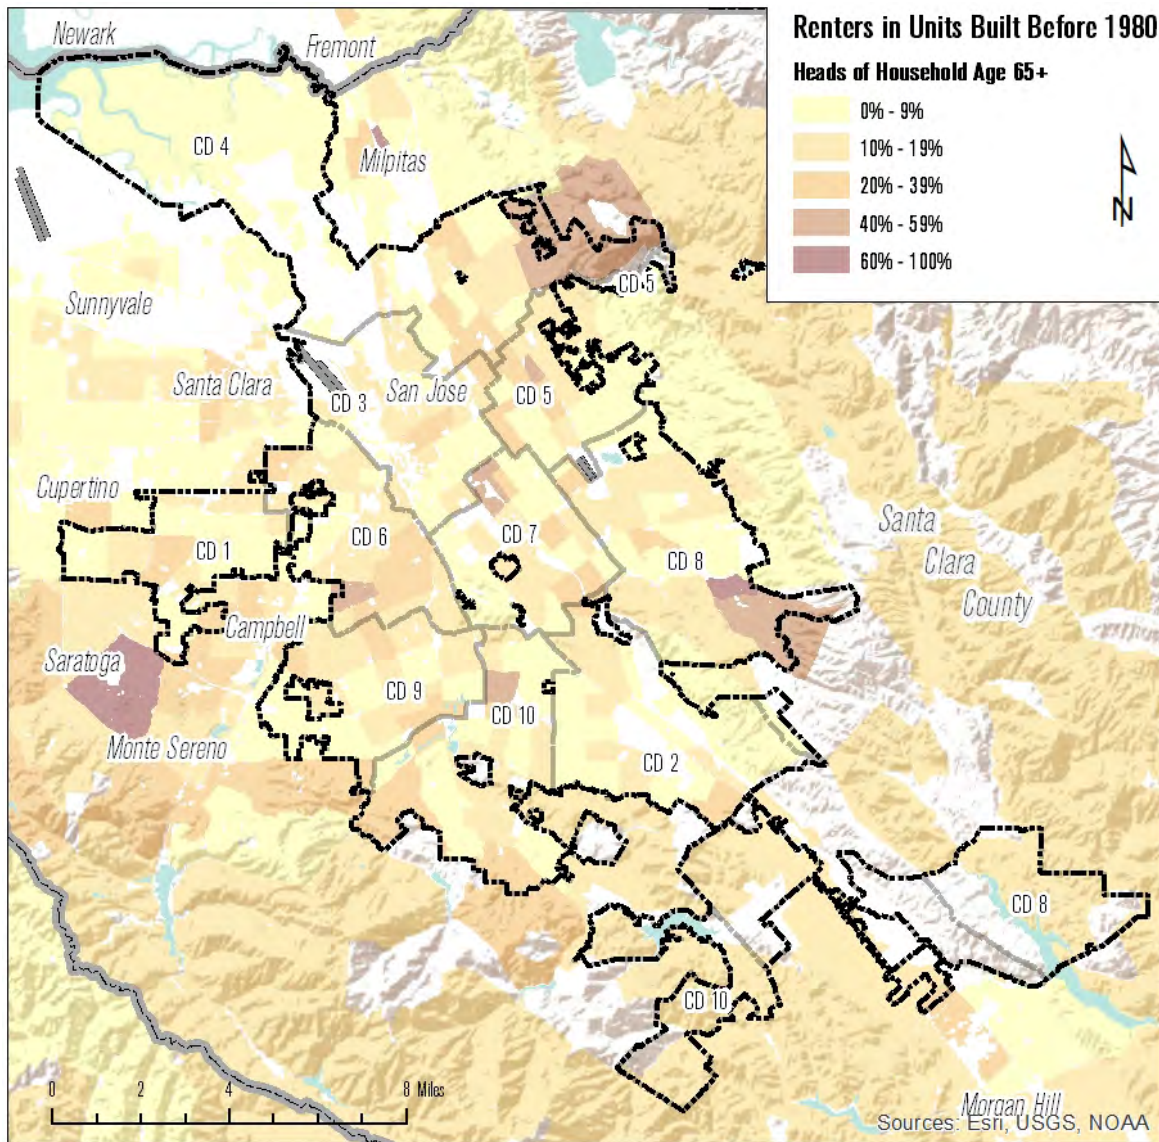 Renters in Units Built Before 1980
Heads of Household Age 65+
0% - 9%
10% - 19%
20% - 39%
40% - 59%
60% - 100%
N
Newark
Fremont
CD 4
Milpitas
CD 5
Sunnyvale
Santa Clara
CD 3
San Jose
CD 5
Cupertino
CD 1
CD 6
CD 7
CD 8
Santa
Clara
County
Campbell
Saratoga
CD 9
CD 10
Monte Sereno
CD 2
CD 8
CD 10
0 2 4 8 Miles
Morgan Hill
Sources: Esri, USGS, NOAA